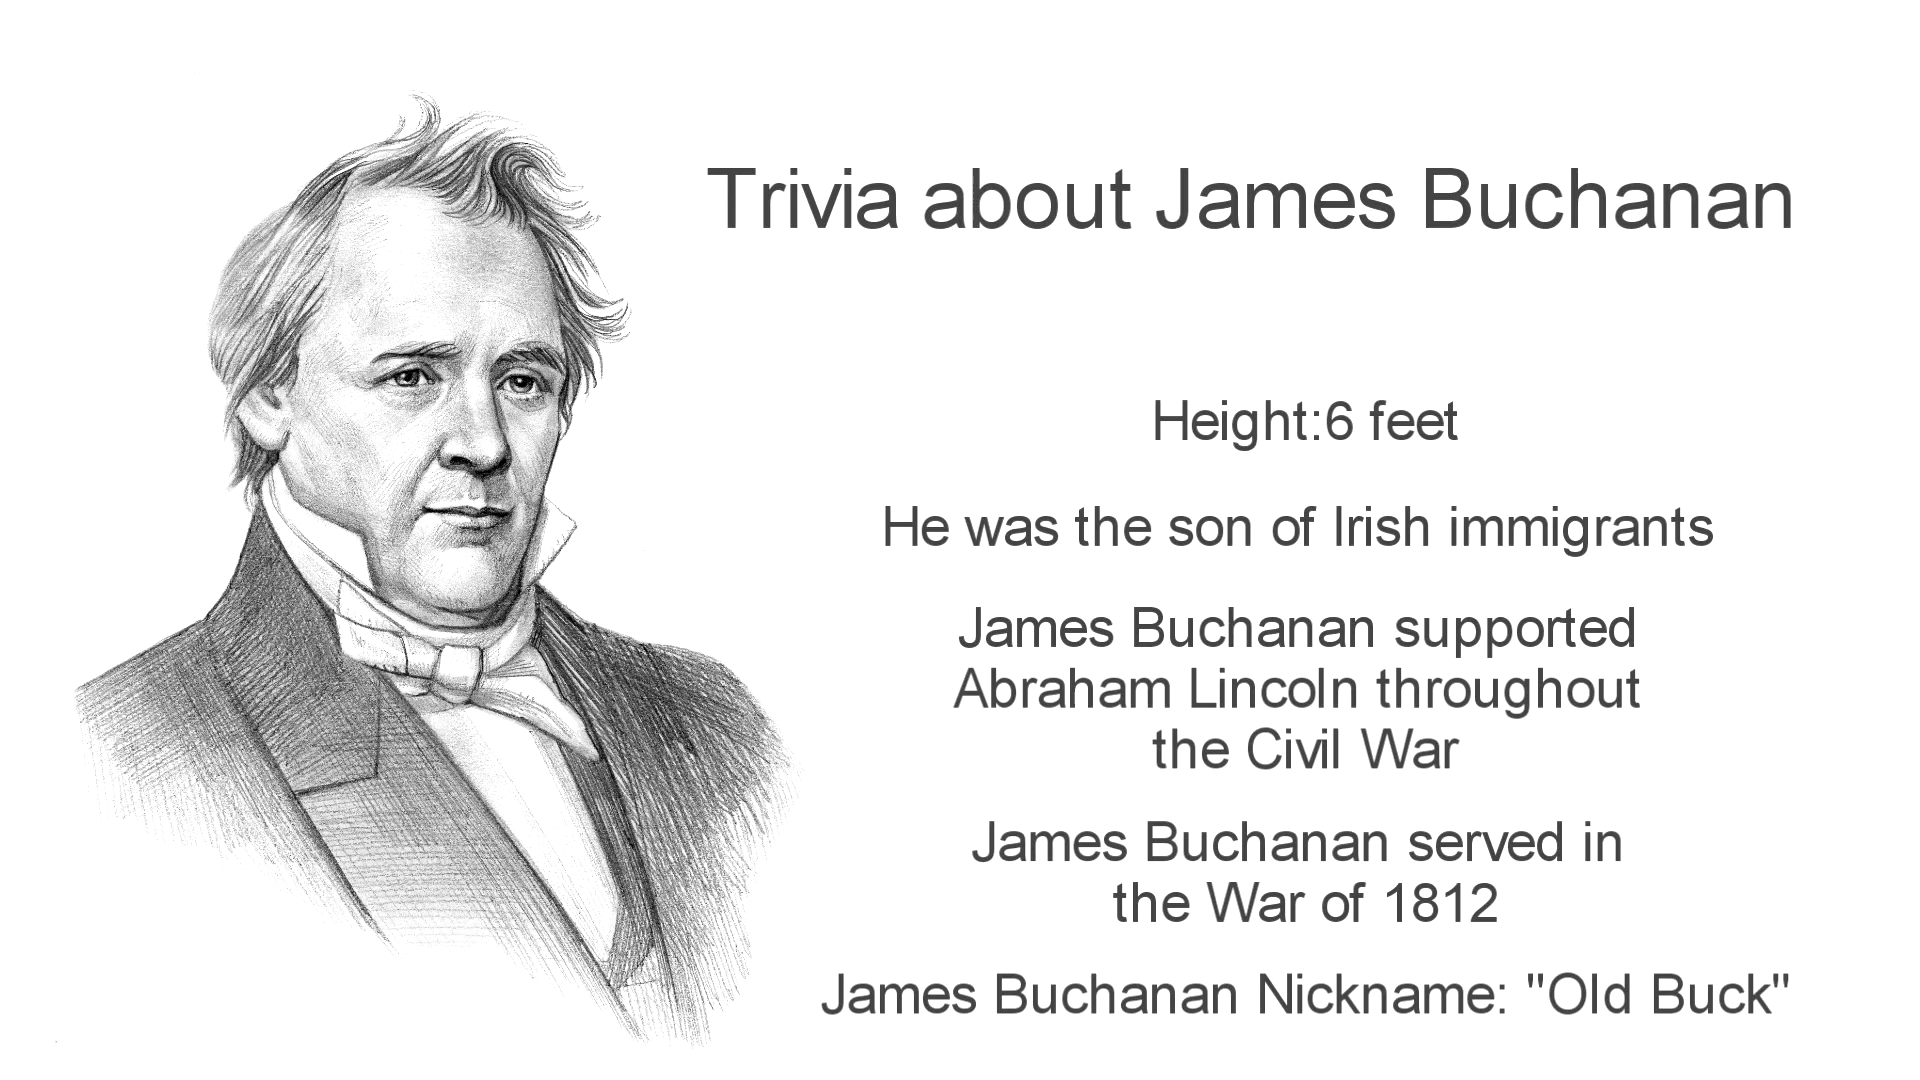 Trivia about James Buchanan
Height:6 feet
He was the son of Irish immigrants
James Buchanan supported
Abraham Lincoln throughout
the Civil War
James Buchanan served in
the War of 1812
James Buchanan Nickname: "Old Buck"